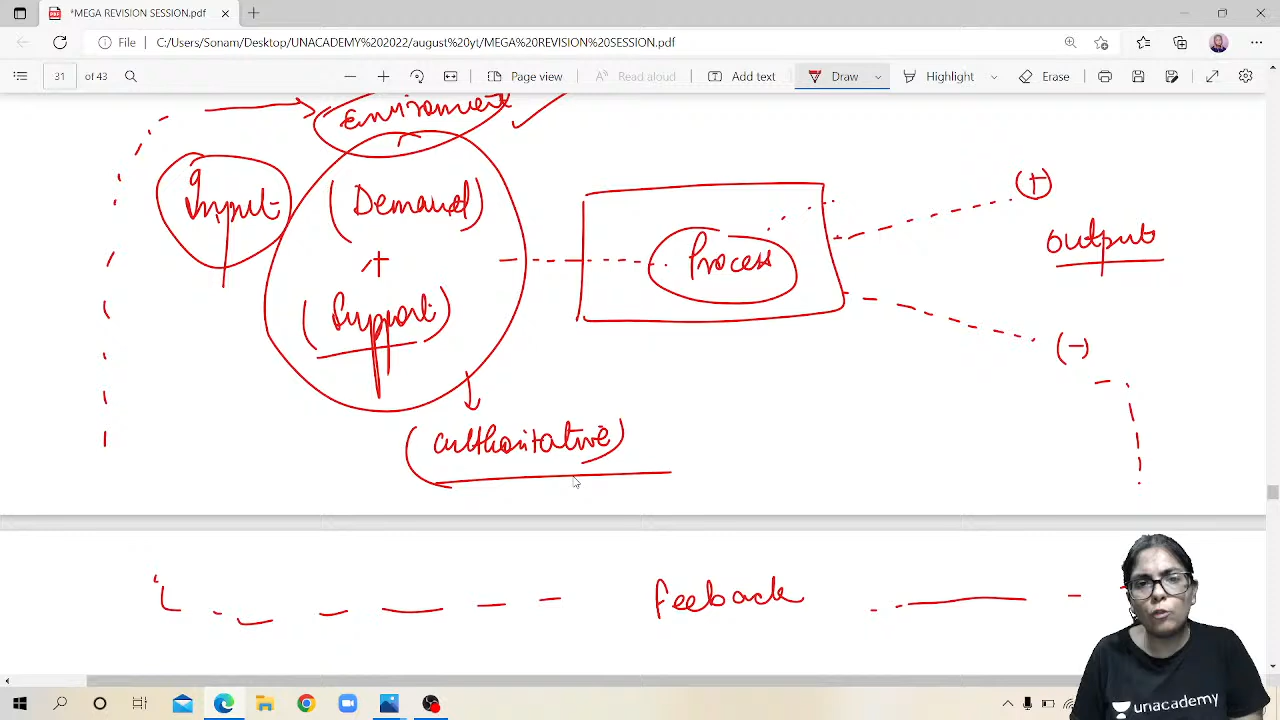 *MEGA REVISION SESSION.pdf
File C:/Users/Sonam/Desktop/UNACADEMY%202022/august%20yt/MEGA%20REVISION%20SESSION.pdf
31 of 43 Page view Read aloud Add text Draw Highlight Erase
Environment
Input
(Demand)
+
(Support)
Process
(+)
Output
(-)
(authoritative)
Feeback
unacademy